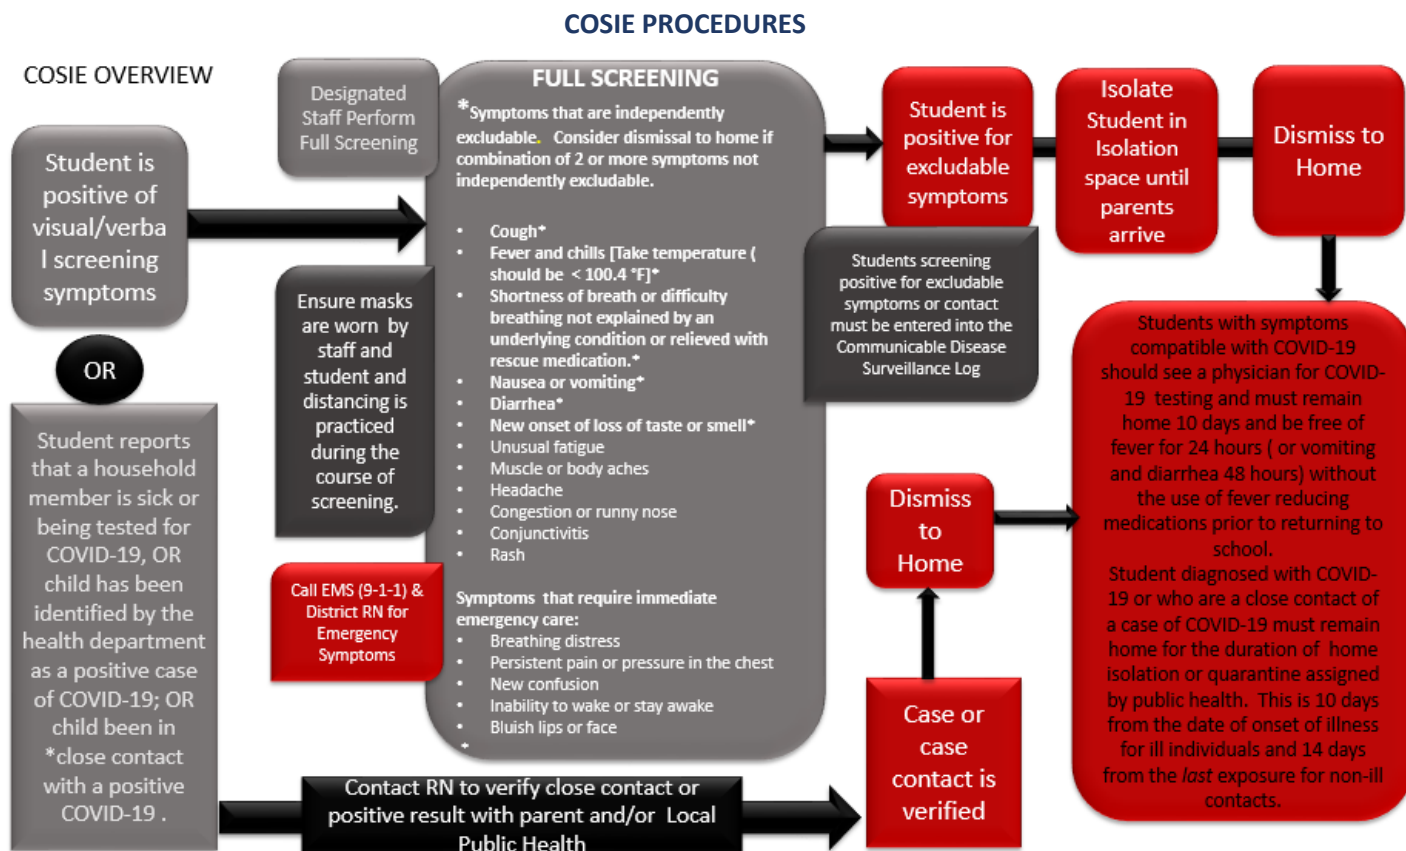 COSIE PROCEDURES
COSIE OVERVIEW
Student is
positive of
visual/verba
l screening
symptoms
OR
Student reports
that a household
member is sick or
being tested for
COVID-19, OR
child has been
identified by the
health department
as a positive case
of COVID-19; OR
child been in
*close contact
with a positive
COVID-19 .
Designated
Staff Perform
Full Screening
Ensure masks
are worn by
staff and
student and
distancing is
practiced
during the
course of
screening.
Call EMS (9-1-1) &
District RN for
Emergency
Symptoms
FULL SCREENING
*Symptoms that are independently
excludable. Consider dismissal to home if
combination of 2 or more symptoms not
independently excludable.
• Cough*
• Fever and chills [Take temperature (
should be < 100.4 °F]*
• Shortness of breath or difficulty
breathing not explained by an
underlying condition or relieved with
rescue medication.*
• Nausea or vomiting*
• Diarrhea*
• New onset of loss of taste or smell*
• Unusual fatigue
• Muscle or body aches
• Headache
• Congestion or runny nose
• Conjunctivitis
• Rash
Symptoms that require immediate
emergency care:
• Breathing distress
• Persistent pain or pressure in the chest
• New confusion
• Inability to wake or stay awake
• Bluish lips or face
*
Student is
positive for
excludable
symptoms
Isolate
Student in
Isolation
space until
parents
arrive
Dismiss to
Home
Students screening
positive for excludable
symptoms or contact
must be entered into the
Communicable Disease
Surveillance Log
Students with symptoms
compatible with COVID-19
should see a physician for COVID-
19 testing and must remain
home 10 days and be free of
fever for 24 hours ( or vomiting
and diarrhea 48 hours) without
the use of fever reducing
medications prior to returning to
school.
Student diagnosed with COVID-
19 or who are a close contact of
a case of COVID-19 must remain
home for the duration of home
isolation or quarantine assigned
by public health. This is 10 days
from the date of onset of illness
for ill individuals and 14 days
from the last exposure for non-ill
contacts.
Dismiss
to
Home
Case or
case
contact is
verified
Contact RN to verify close contact or
positive result with parent and/or Local
Public Health